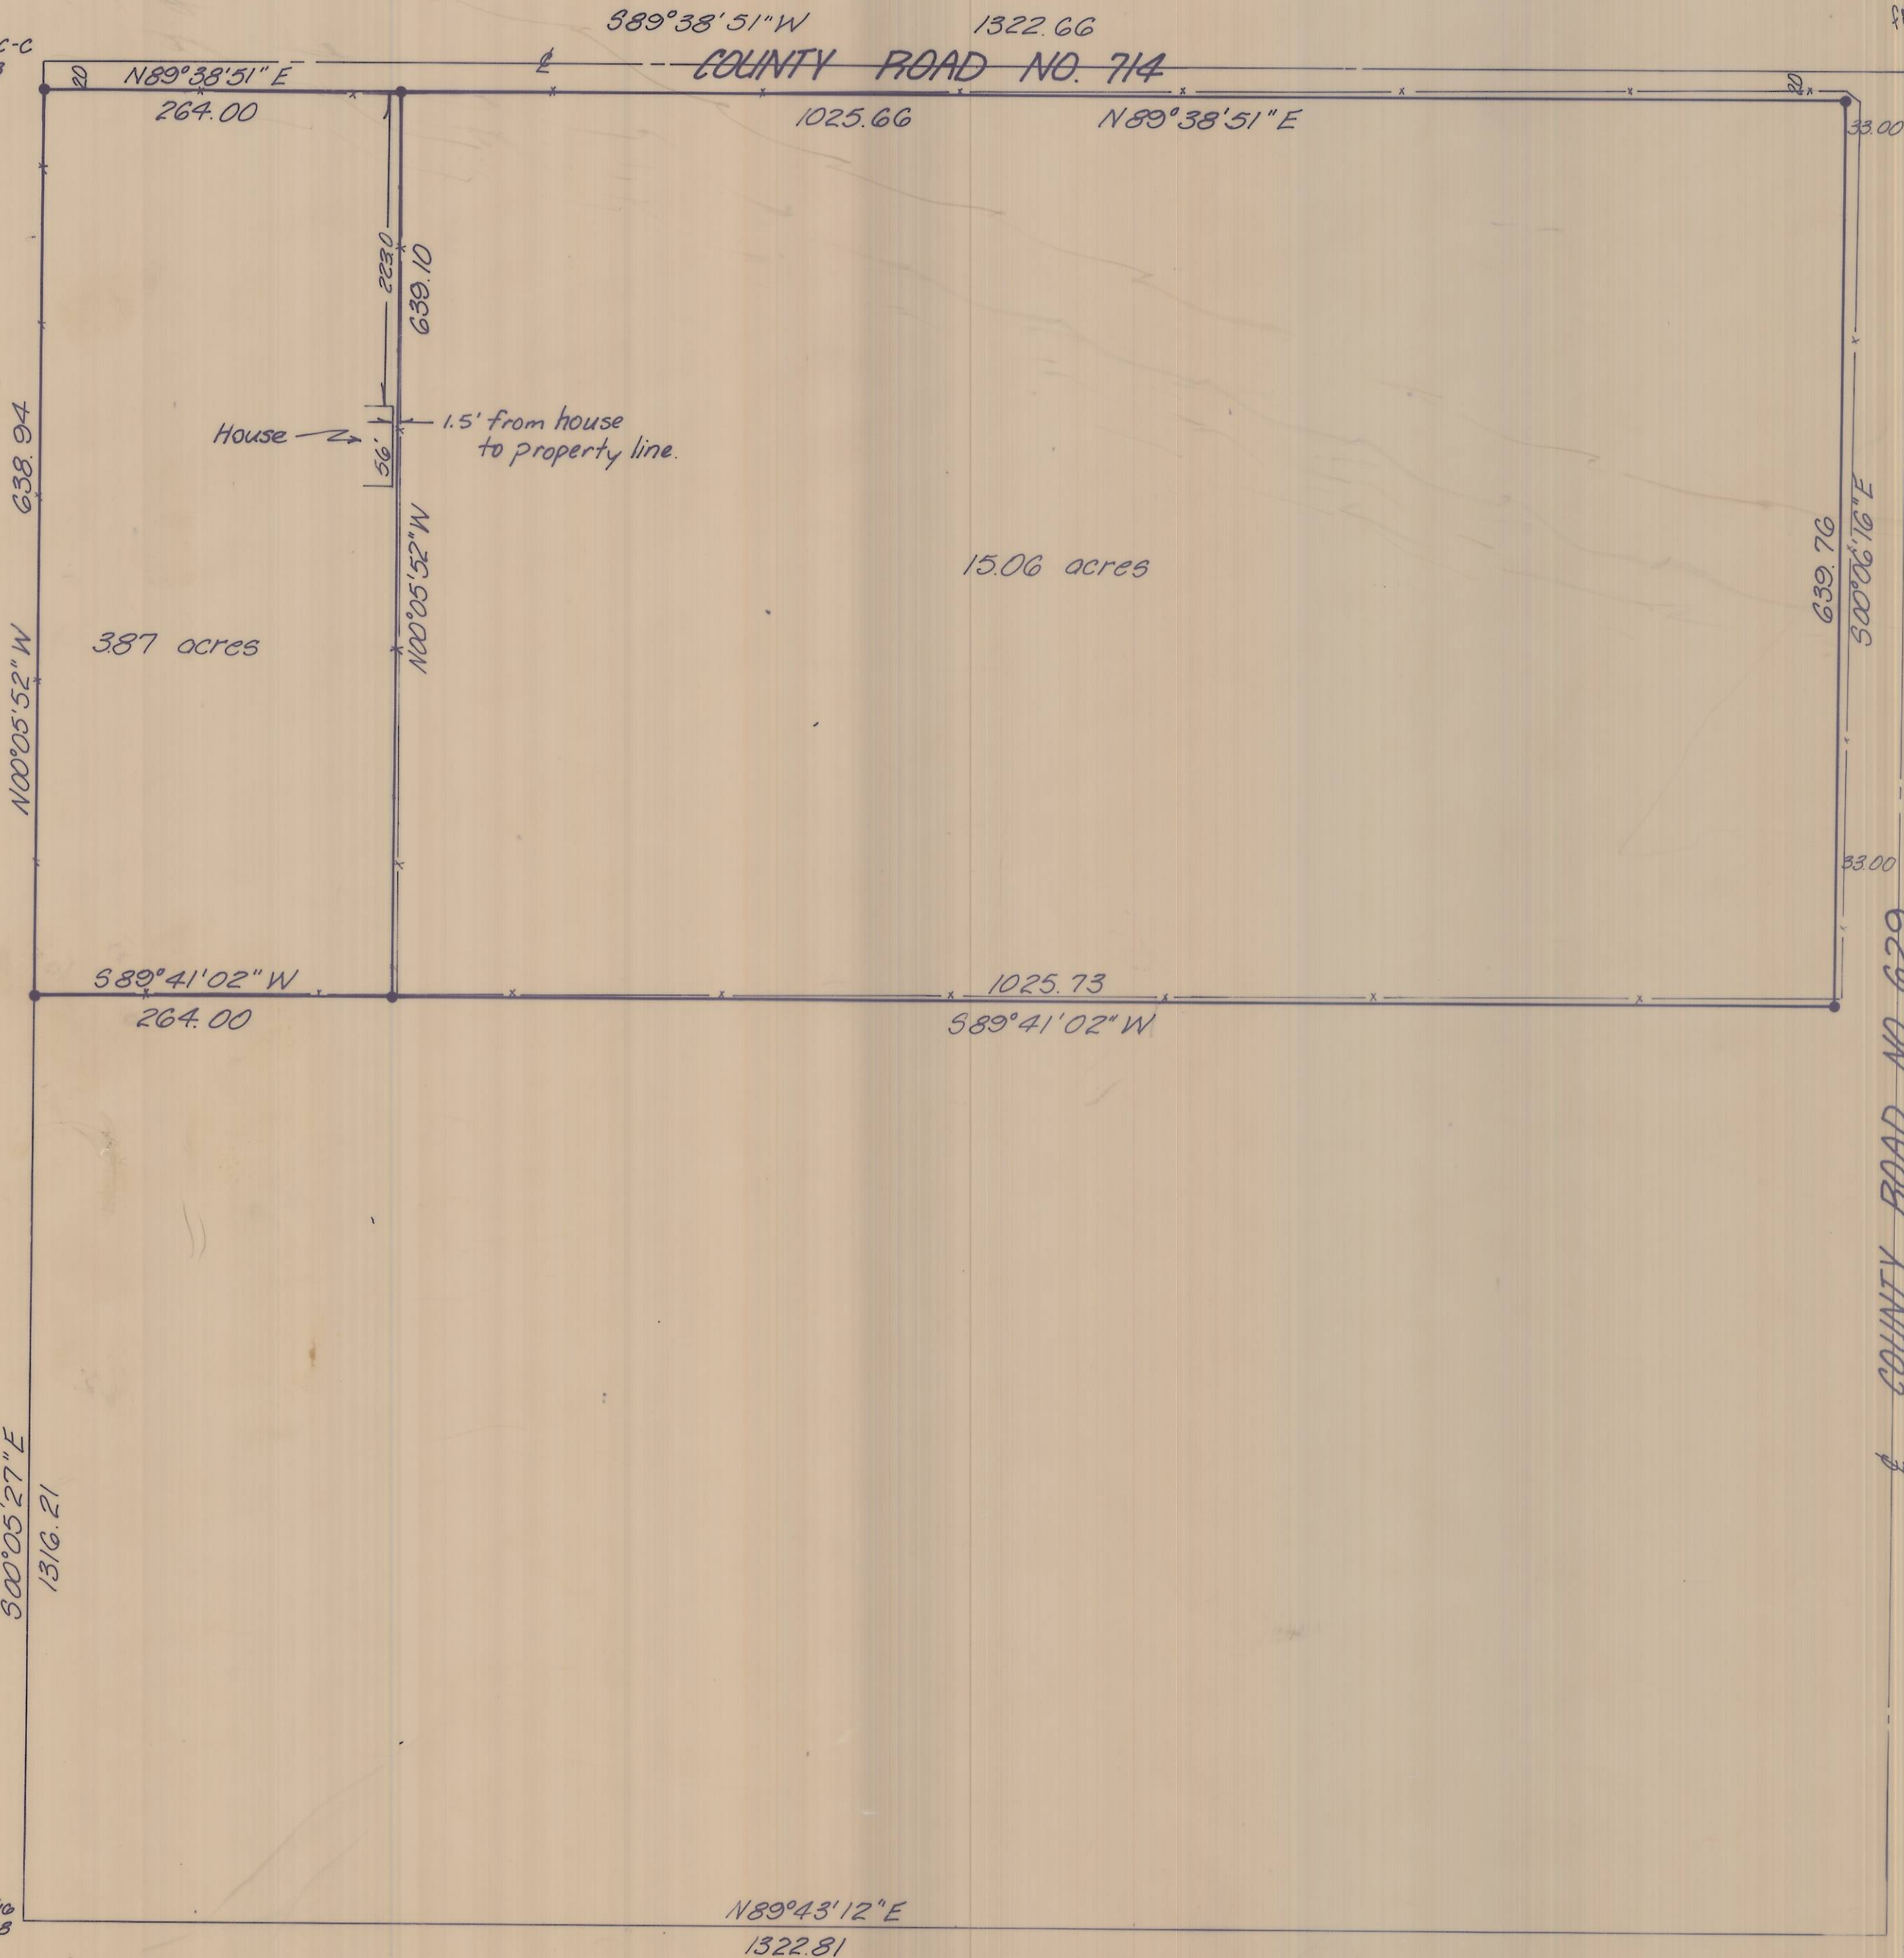 S89°38'51"W 1322.66
C-C
℄ COUNTY ROAD NO. 714
20
N89°38'51"E
264.00
1025.66
N89°38'51"E
20
33.00
223.0
639.10
House
56'
1.5' from house
to property line.
638.94
N00°05'52"W
N00°05'52"W
3.87 acres
15.06 acres
639.76
S00°06'16"E
33.00
S89°41'02"W
264.00
1025.73
S89°41'02"W
℄ COUNTY ROAD NO. 629
S00°05'27"E
1316.21
N89°43'12"E
1322.81